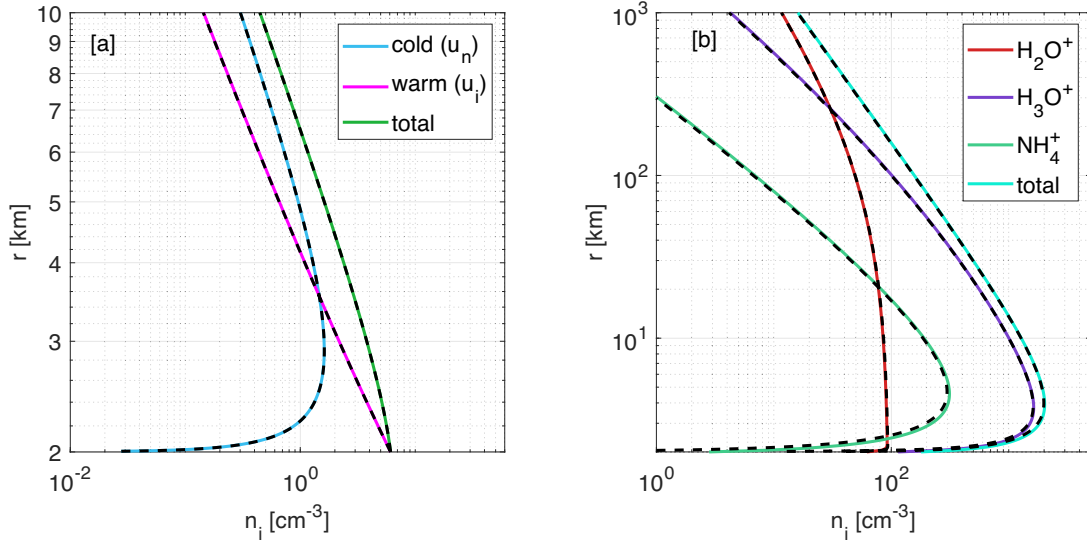 [a]
cold (u_n)
warm (u_i)
total
10
9
8
7
6
5
4
3
2
r [km]
10^-2
10^0
n_i [cm^-3]
[b]
H_2O^+
H_3O^+
NH_4^+
total
10^3
10^2
10^1
r [km]
10^0
10^2
n_i [cm^-3]